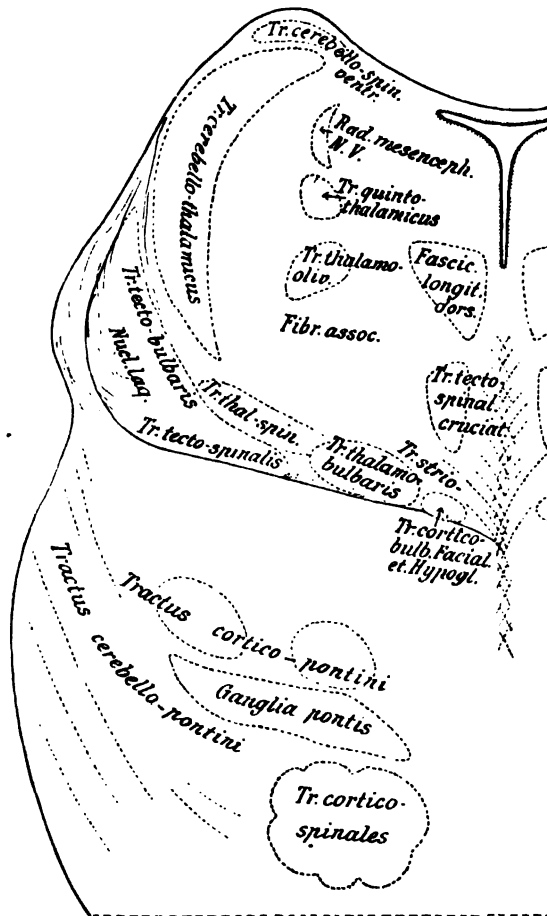 Tr. cerebello-spin.
ventr.
Tr. cerebello-thalamicus
Rad. mesenceph.
N. V.
Tr. quinto-
thalamicus
Tr. thalamo-
oliv.
Fascic.
longit.
dors.
Fibr. assoc.
Tr. tecto-bulbaris
Nucl. laq.
Tr. tecto-
spinal.
cruciat.
Tr. thal.-spin.
Tr. tecto-spinalis
Tr. thalamo-
bulbaris
Tr. strio-
Tr. cortico-
bulb. Facial.
et. Hypogl.
Tractus cortico-pontini
Tractus cerebello-pontini
Ganglia pontis
Tr. cortico-
spinales